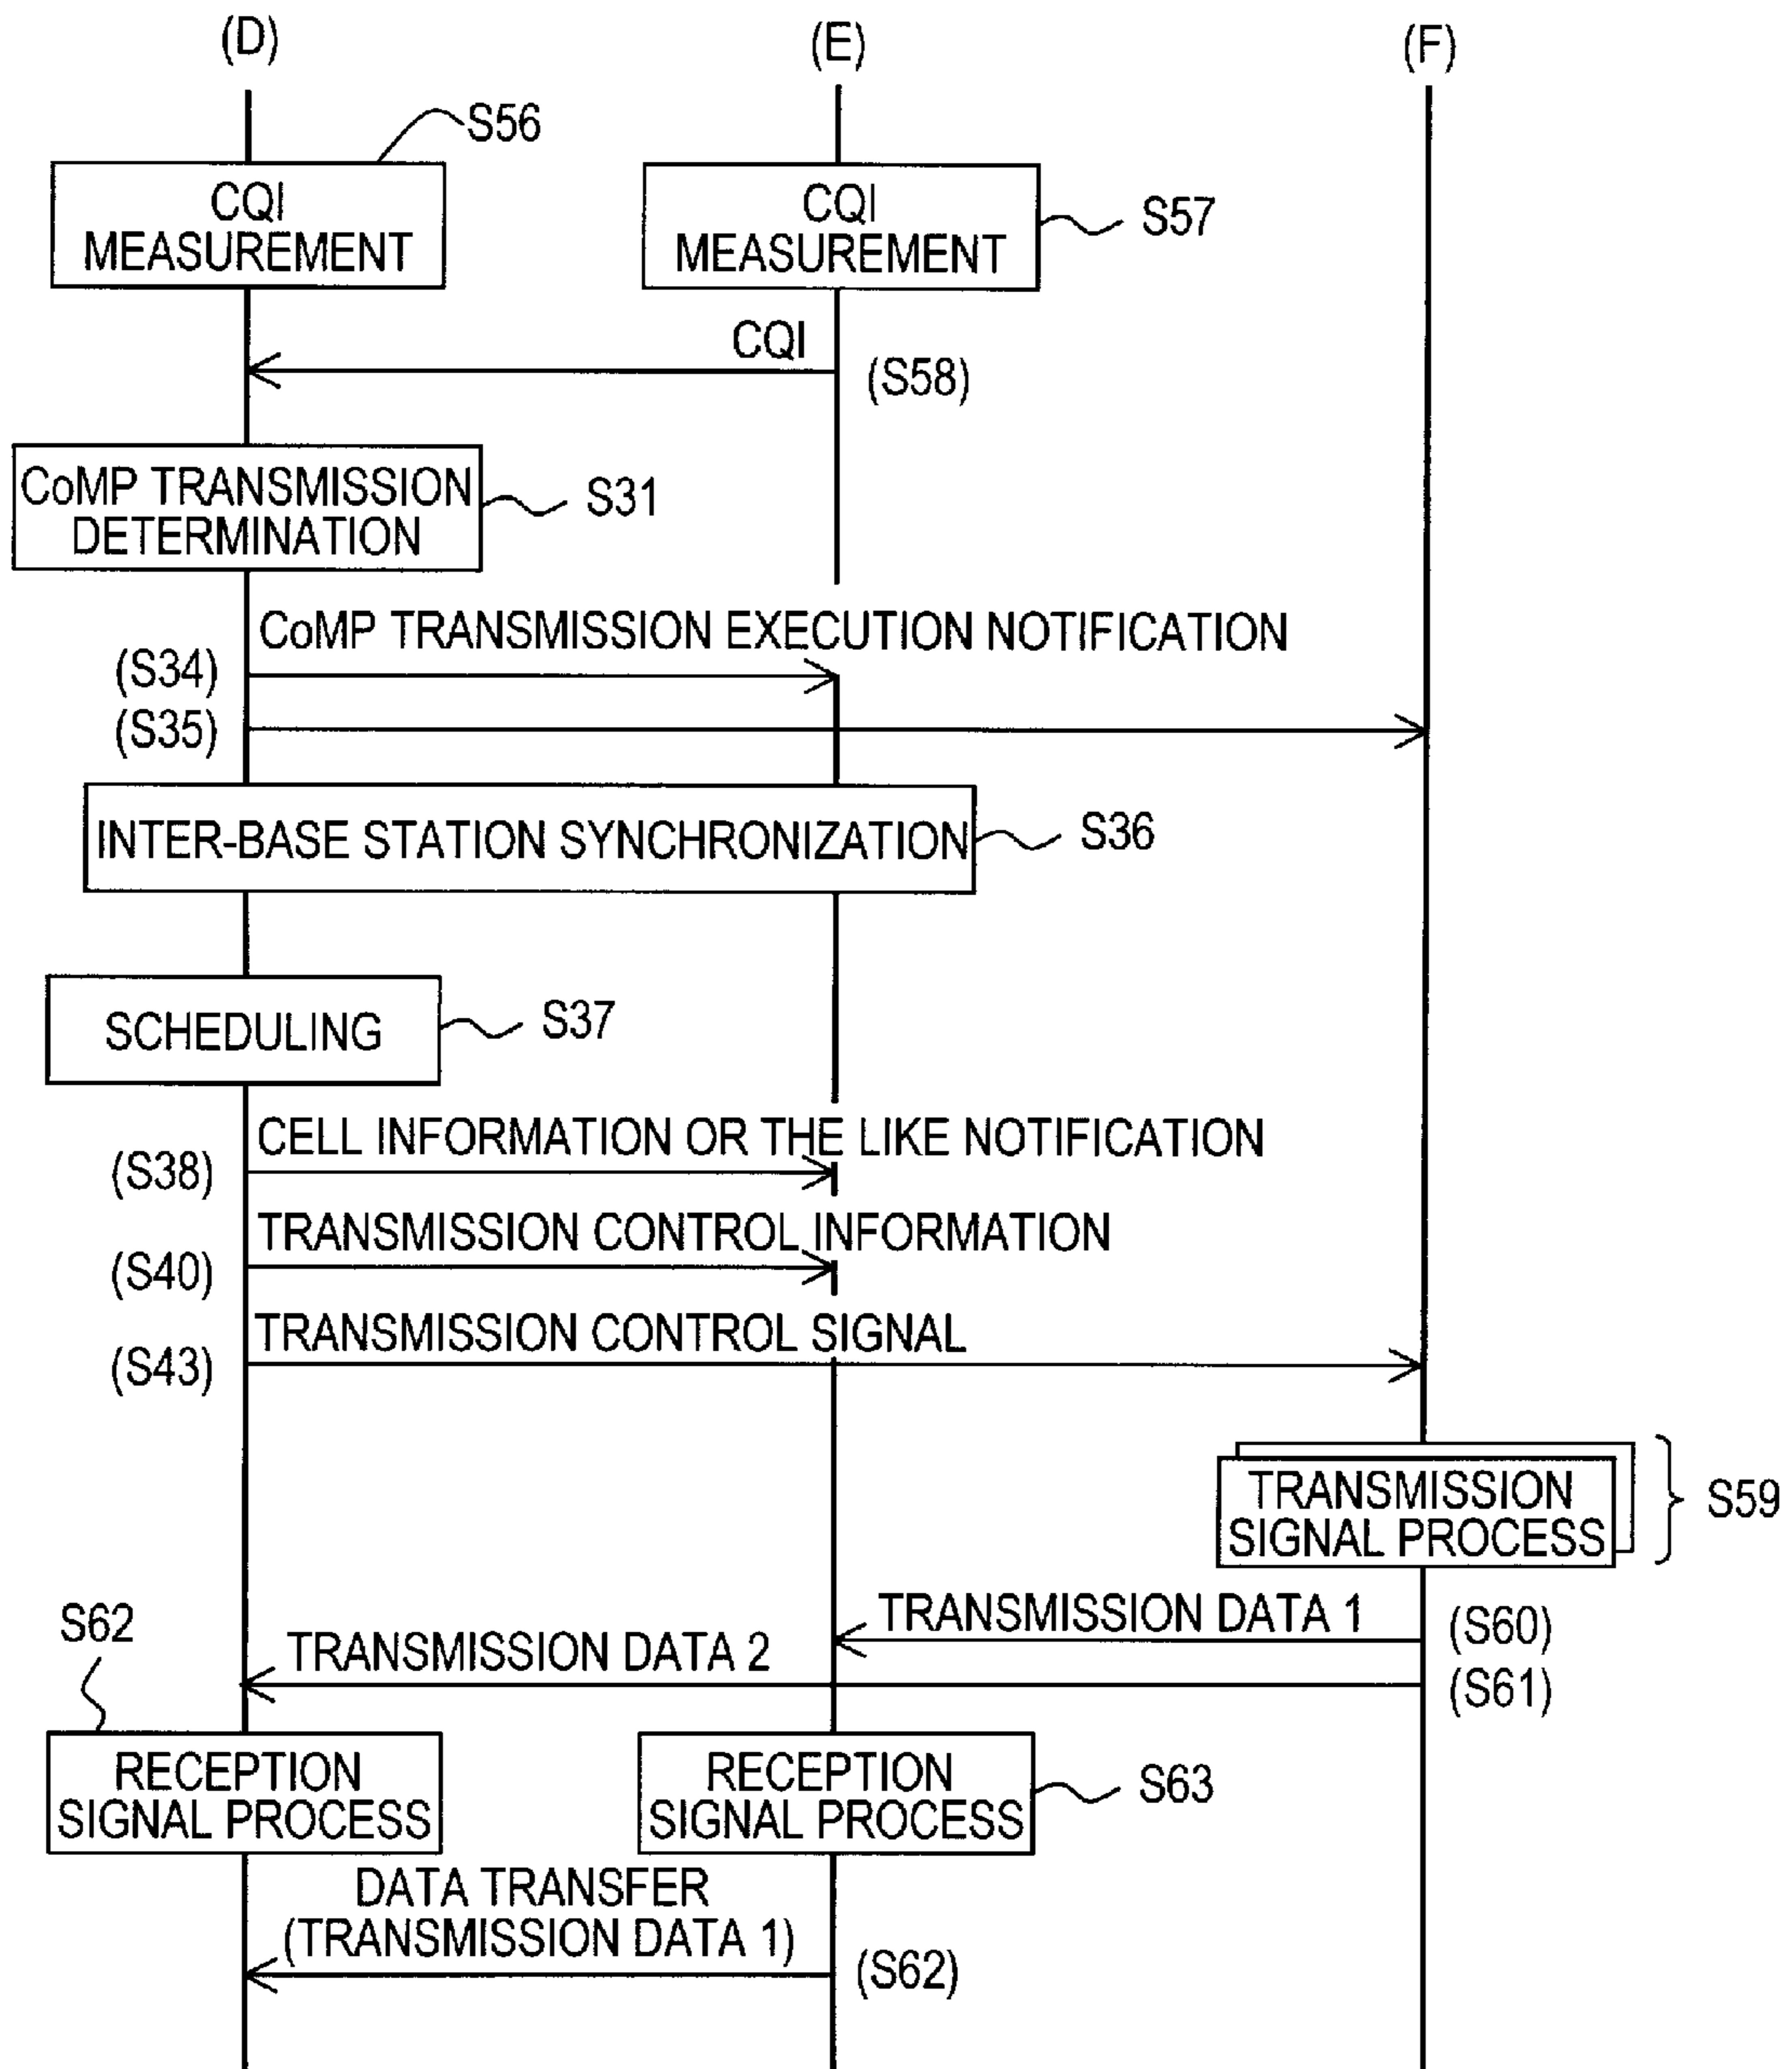 (D)
(E)
(F)
S56
CQI
MEASUREMENT
CQI
MEASUREMENT
S57
CQI
(S58)
CoMP TRANSMISSION
DETERMINATION
S31
CoMP TRANSMISSION EXECUTION NOTIFICATION
(S34)
(S35)
INTER-BASE STATION SYNCHRONIZATION
S36
SCHEDULING
S37
CELL INFORMATION OR THE LIKE NOTIFICATION
(S38)
TRANSMISSION CONTROL INFORMATION
(S40)
TRANSMISSION CONTROL SIGNAL
(S43)
TRANSMISSION
SIGNAL PROCESS
S59
TRANSMISSION DATA 1
(S60)
S62
TRANSMISSION DATA 2
(S61)
RECEPTION
SIGNAL PROCESS
RECEPTION
SIGNAL PROCESS
S63
DATA TRANSFER
(TRANSMISSION DATA 1)
(S62)